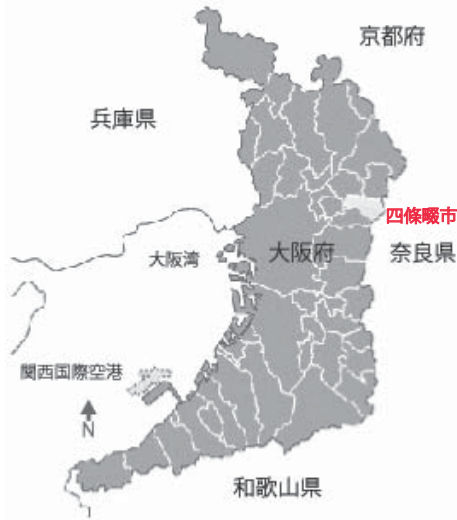 京都府
兵庫県
四條畷市
大阪府
奈良県
大阪湾
関西国際空港
N
和歌山県